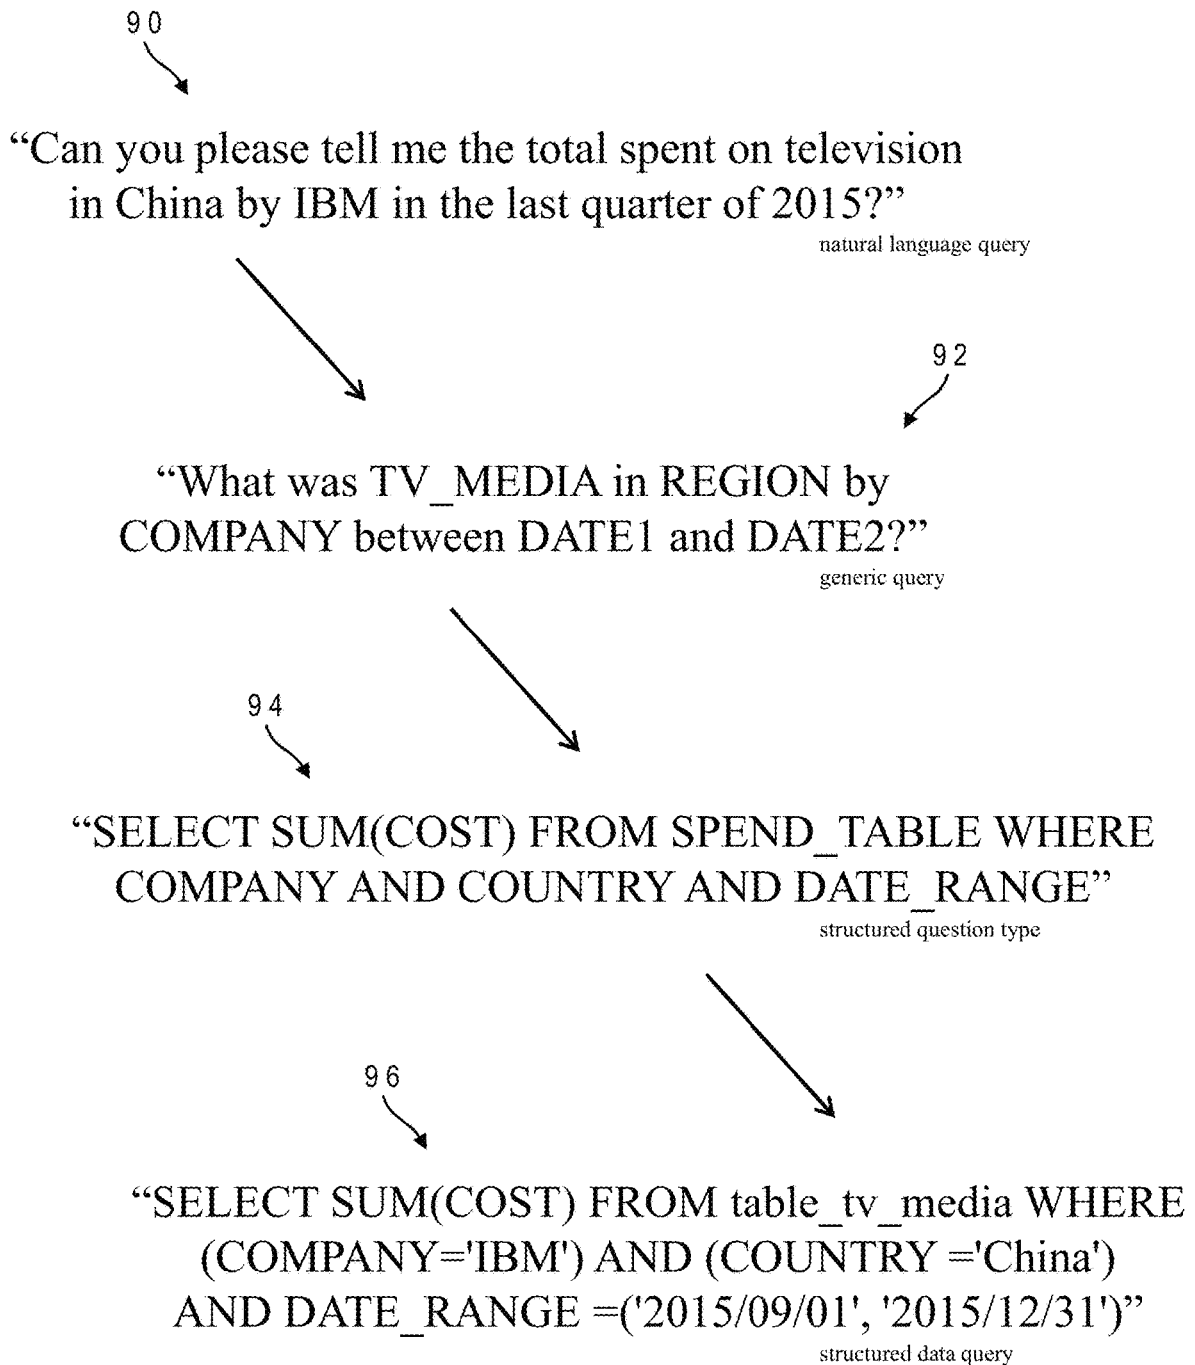 90
“Can you please tell me the total spent on television
in China by IBM in the last quarter of 2015?”
natural language query
92
“What was TV_MEDIA in REGION by
COMPANY between DATE1 and DATE2?”
generic query
94
“SELECT SUM(COST) FROM SPEND_TABLE WHERE
COMPANY AND COUNTRY AND DATE_RANGE”
structured question type
96
“SELECT SUM(COST) FROM table_tv_media WHERE
(COMPANY='IBM') AND (COUNTRY ='China')
AND DATE_RANGE =('2015/09/01', '2015/12/31')”
structured data query